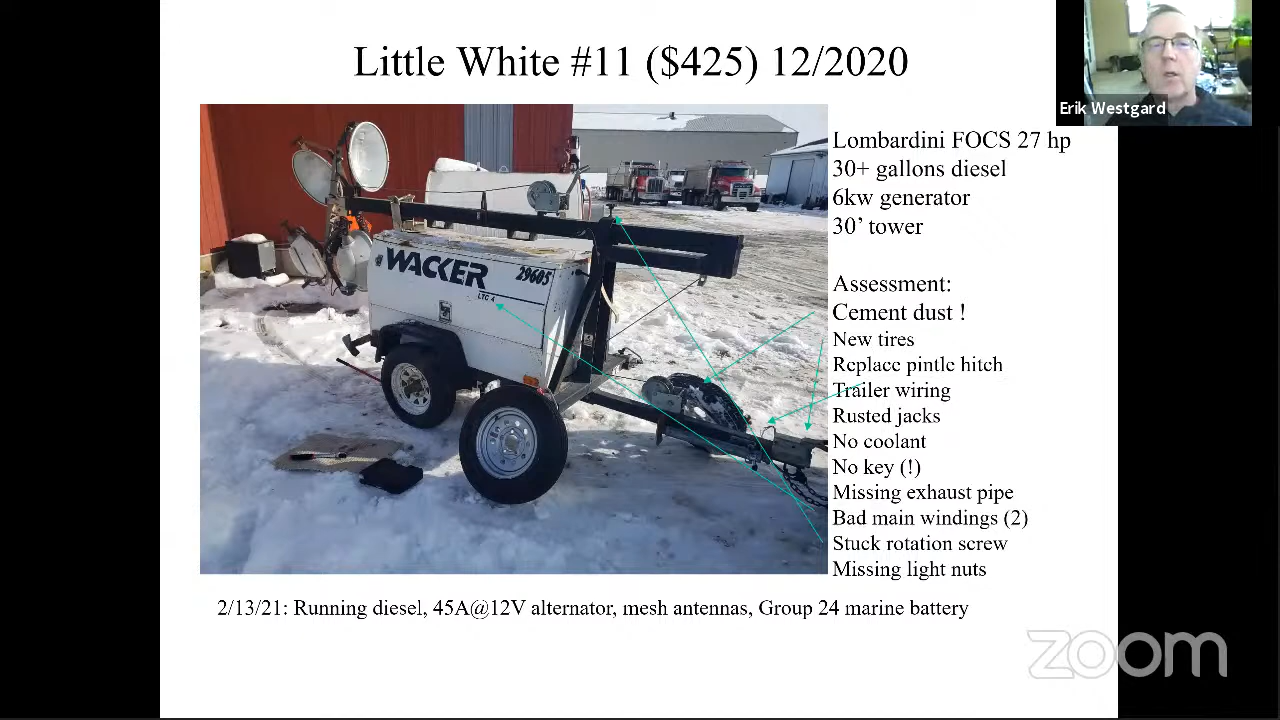 Little White #11 ($425) 12/2020
Erik Westgard
Lombardini FOCS 27 hp
30+ gallons diesel
6kw generator
30’ tower
Assessment:
Cement dust !
New tires
Replace pintle hitch
Trailer wiring
Rusted jacks
No coolant
No key (!)
Missing exhaust pipe
Bad main windings (2)
Stuck rotation screw
Missing light nuts
WACKER
29605
LTC 4
2/13/21: Running diesel, 45A@12V alternator, mesh antennas, Group 24 marine battery
zoom